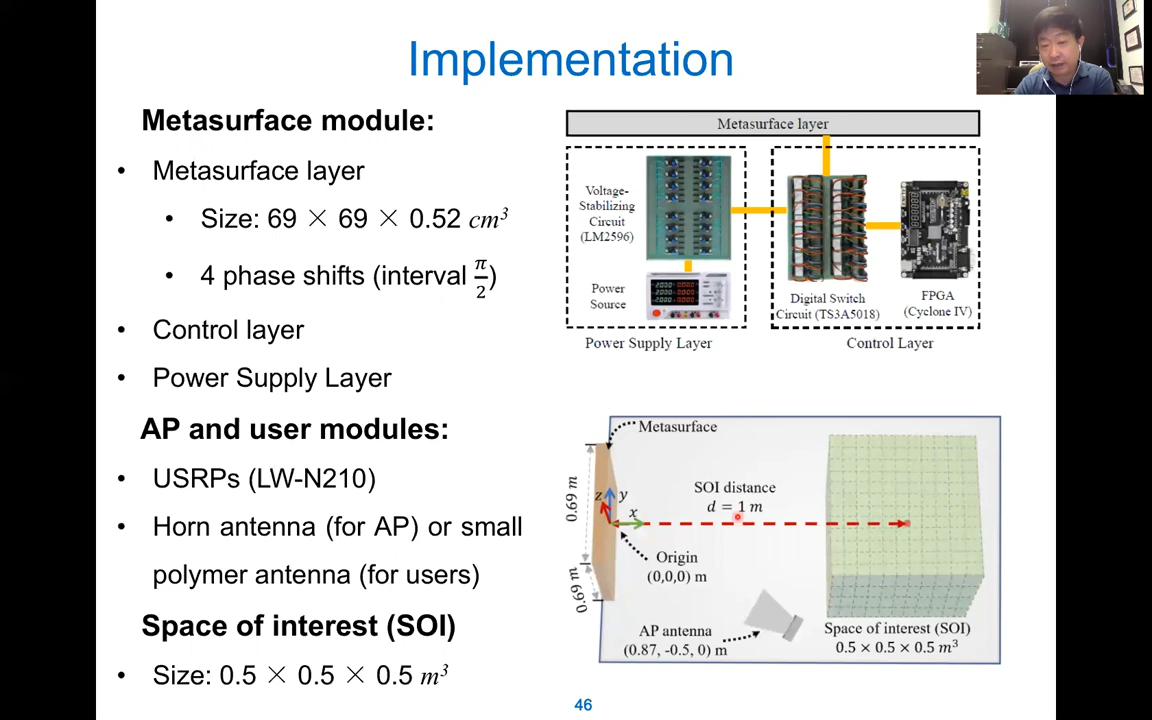 Implementation
Metasurface module:
• Metasurface layer
• Size: 69 × 69 × 0.52 cm³
• 4 phase shifts (interval π/2)
• Control layer
• Power Supply Layer
AP and user modules:
• USRPs (LW-N210)
• Horn antenna (for AP) or small
polymer antenna (for users)
Space of interest (SOI)
• Size: 0.5 × 0.5 × 0.5 m³
Metasurface layer
Voltage-
Stabilizing
Circuit
(LM2596)
Power
Source
Power Supply Layer
Digital Switch
Circuit (TS3A5018)
FPGA
(Cyclone IV)
Control Layer
Metasurface
0.69 m
0.69 m
z
y
x
SOI distance
d = 1 m
Origin
(0,0,0) m
AP antenna
(0.87, -0.5, 0) m
Space of interest (SOI)
0.5 × 0.5 × 0.5 m³
46